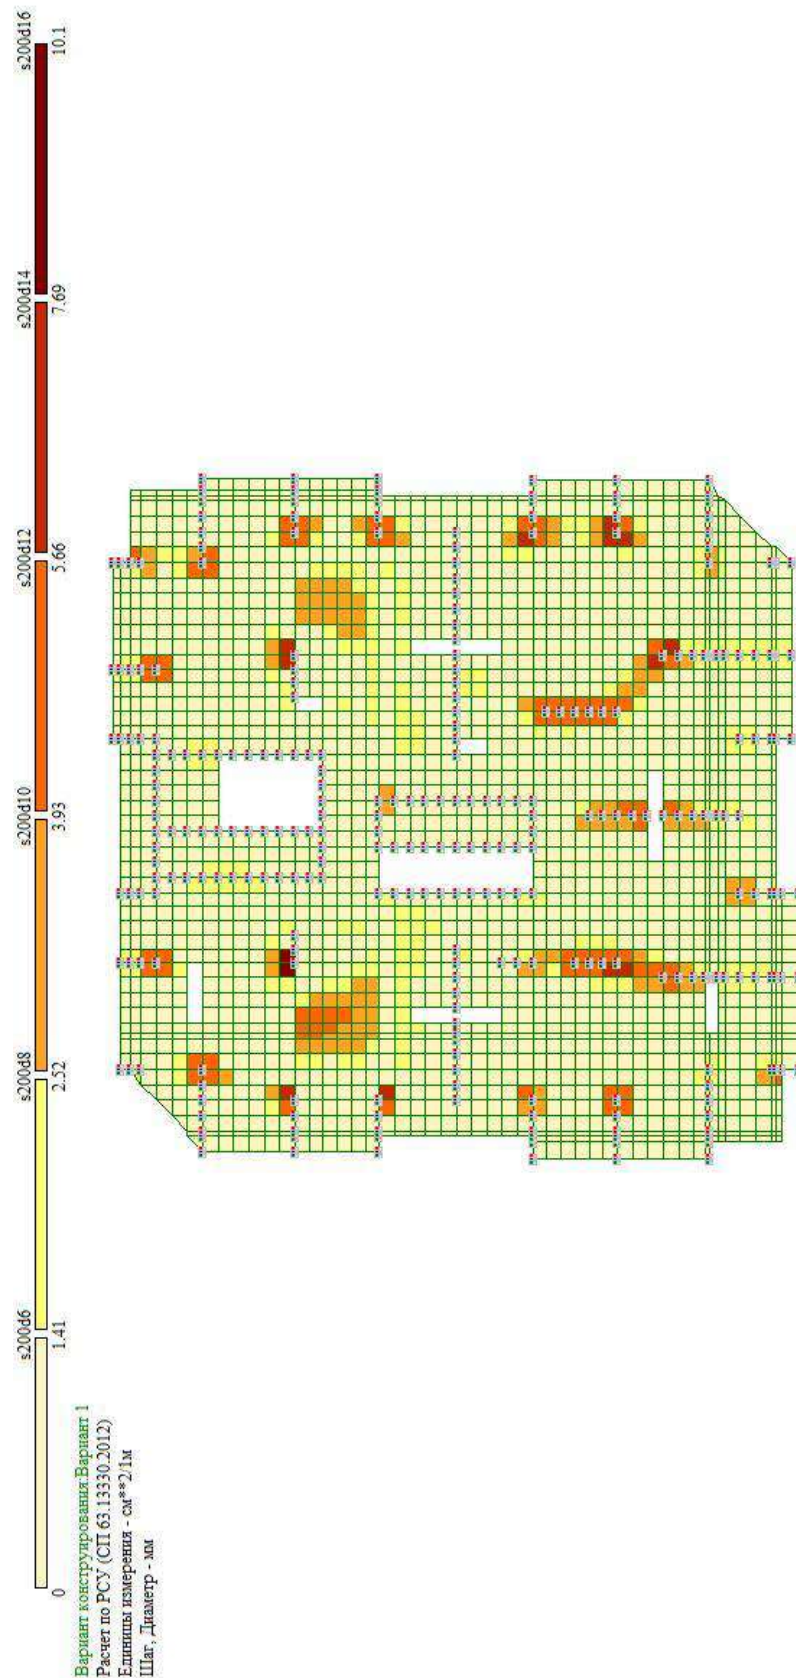 s200d6 s200d8 s200d10 s200d12 s200d14 s200d16
0 1.41 2.52 3.93 5.66 7.69 10.1
Вариант конструирования:Вариант 1
Расчет по РСУ (СП 63.13330.2012)
Единицы измерения - см**2/1м
Шаг, Диаметр - мм